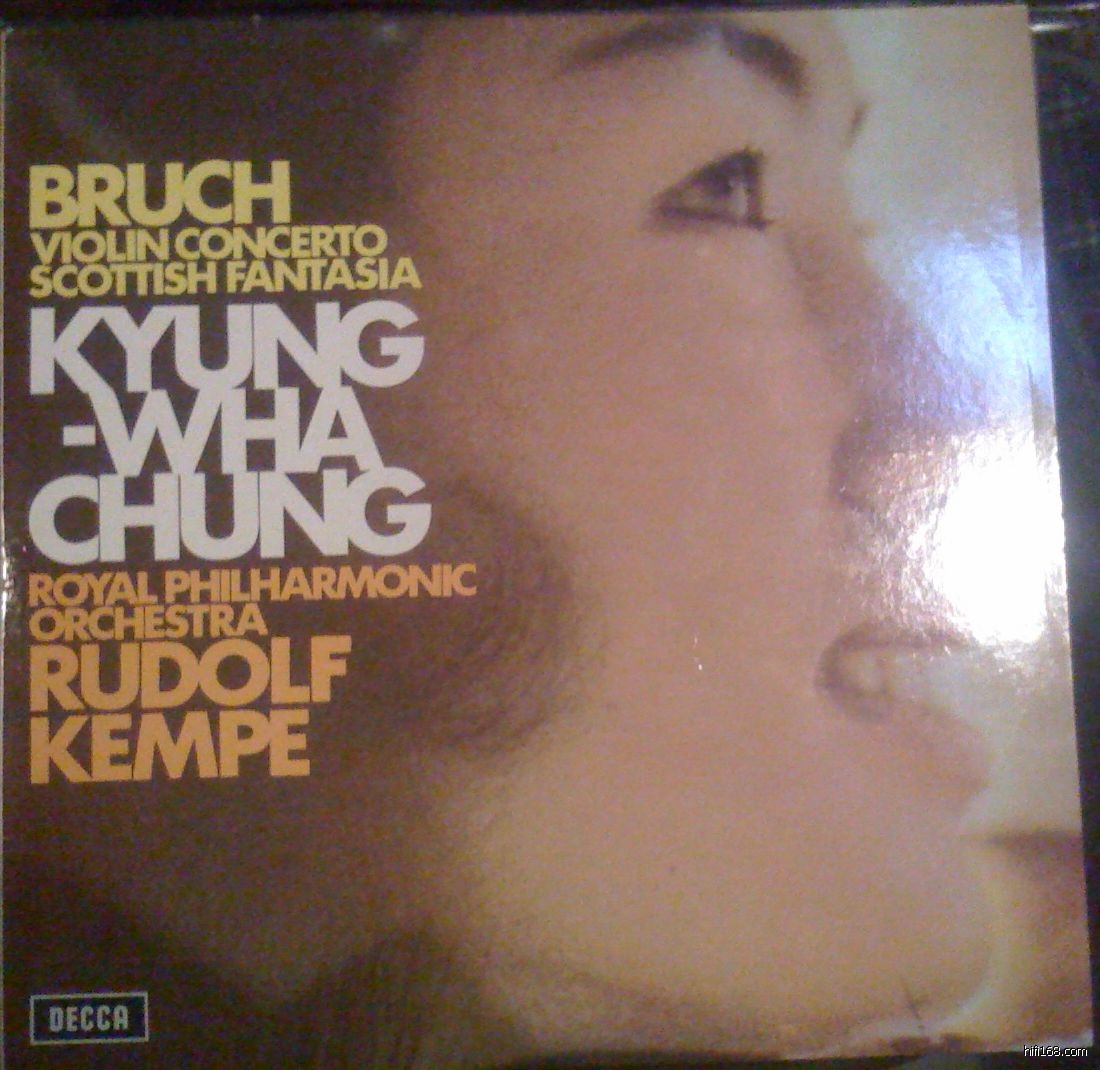 BRUCH
VIOLIN CONCERTO
SCOTTISH FANTASIA
KYUNG
-WHA
CHUNG
ROYAL PHILHARMONIC
ORCHESTRA
RUDOLF
KEMPE
DECCA
hifi168.com